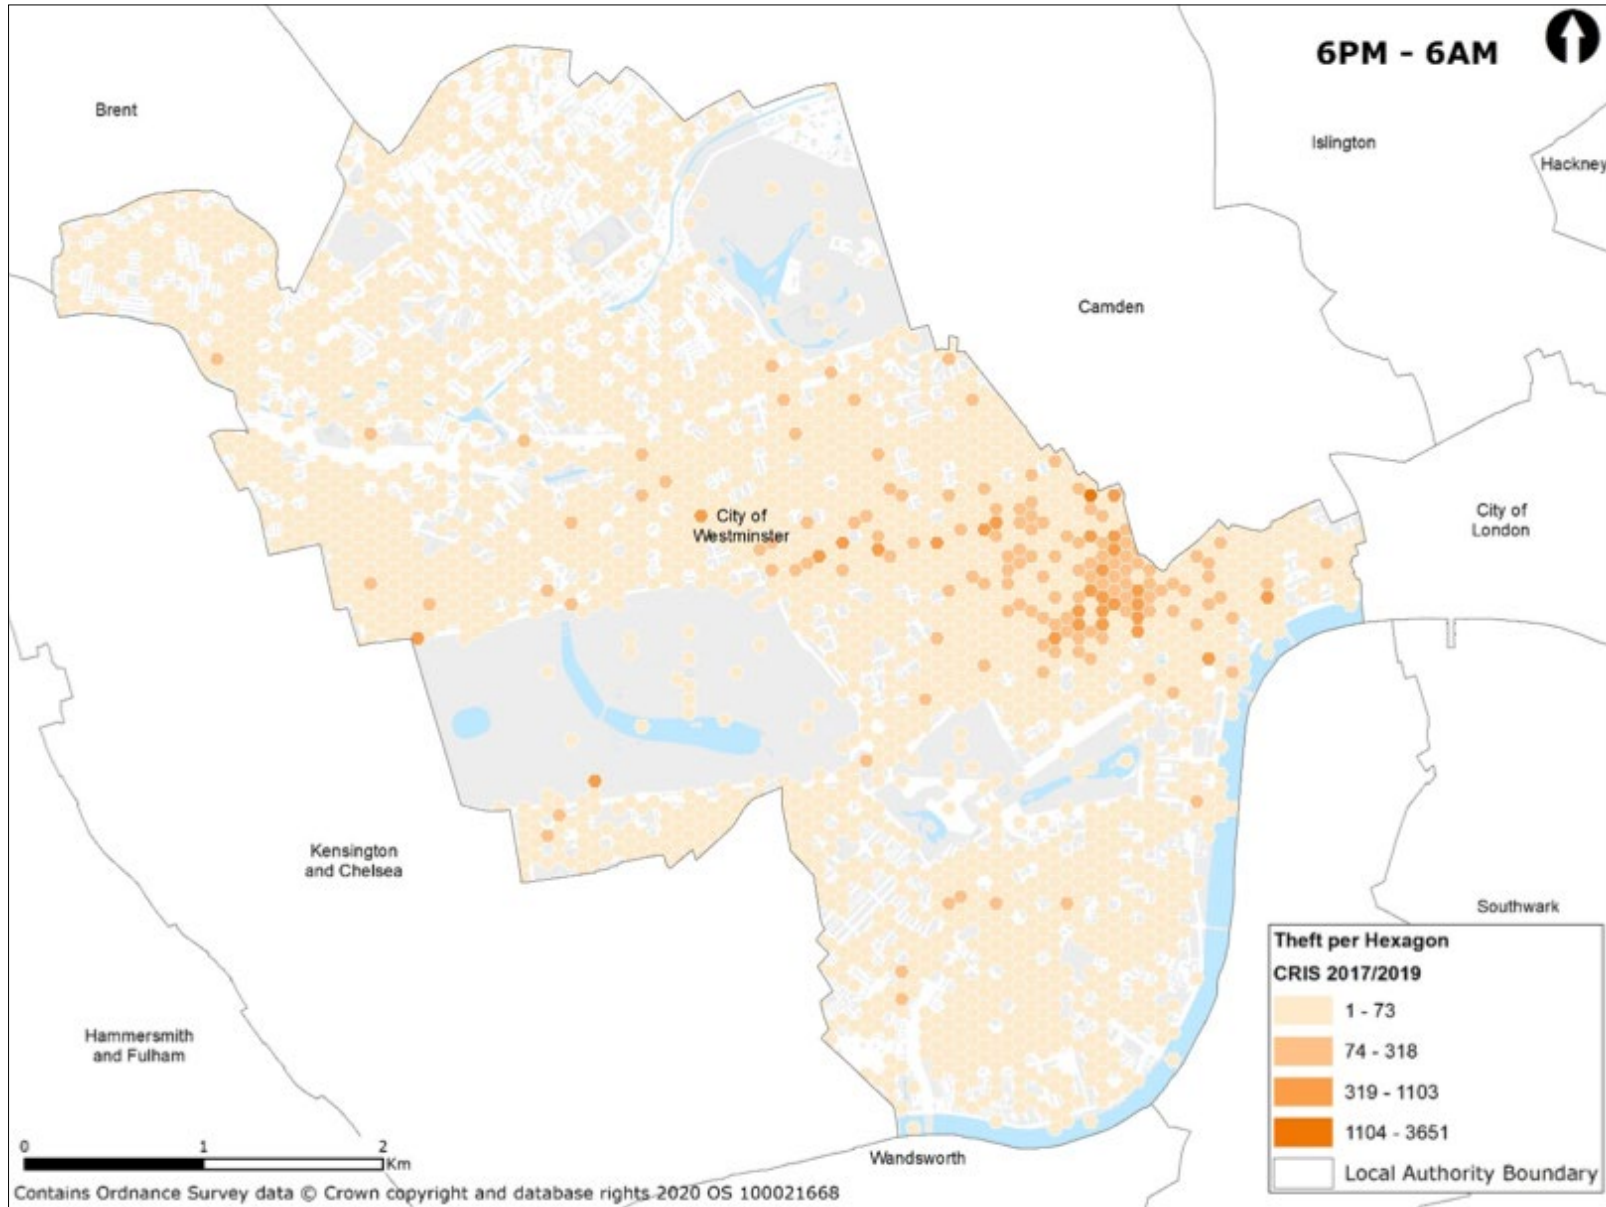 6PM - 6AM
Brent
Islington
Hackney
Camden
City of
Westminster
City of
London
Kensington
and Chelsea
Southwark
Hammersmith
and Fulham
Wandsworth
Theft per Hexagon
CRIS 2017/2019
1 - 73
74 - 318
319 - 1103
1104 - 3651
Local Authority Boundary
0 1 2
Km
Contains Ordnance Survey data © Crown copyright and database rights 2020 OS 100021668